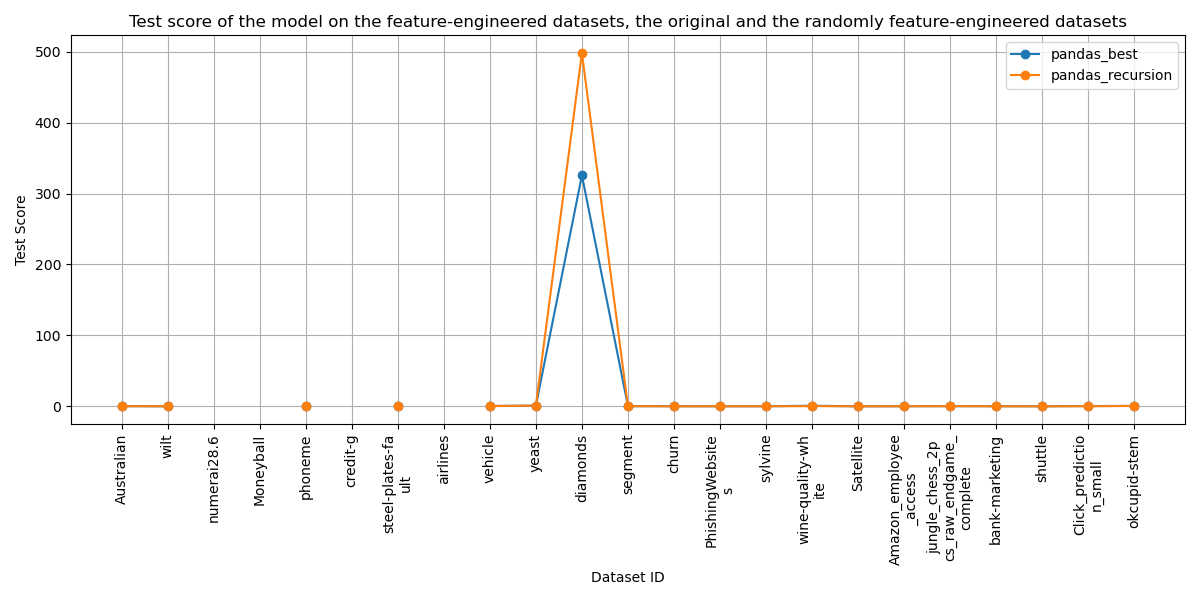 Test score of the model on the feature-engineered datasets, the original and the randomly feature-engineered datasets
pandas_best
pandas_recursion
Test Score
500
400
300
200
100
0
Australian
wilt
numerai28.6
Moneyball
phoneme
credit-g
steel-plates-fa
ult
airlines
vehicle
yeast
diamonds
segment
churn
PhishingWebsite
s
sylvine
wine-quality-wh
ite
Satellite
Amazon_employee
_access
jungle_chess_2p
cs_raw_endgame_
complete
bank-marketing
shuttle
Click_predictio
n_small
okcupid-stem
Dataset ID